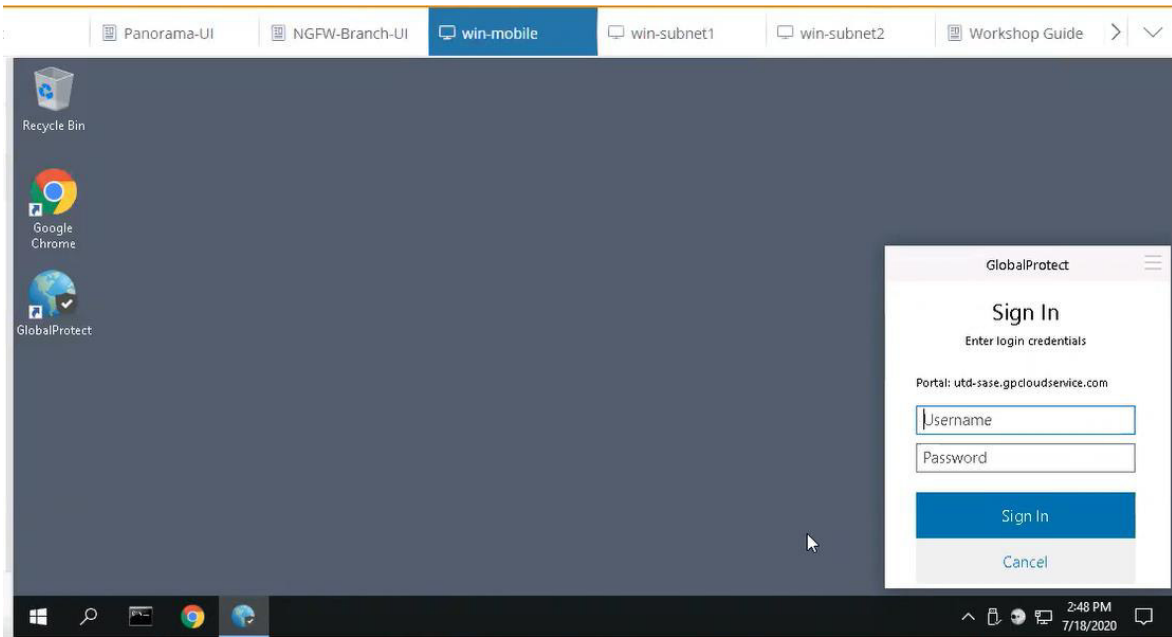 Panorama-UI
NGFW-Branch-UI
win-mobile
win-subnet1
win-subnet2
Workshop Guide
Recycle Bin
Google
Chrome
GlobalProtect
GlobalProtect
Sign In
Enter login credentials
Portal: utd-sase.gpcloudservice.com
Username
Password
Sign In
Cancel
2:48 PM
7/18/2020